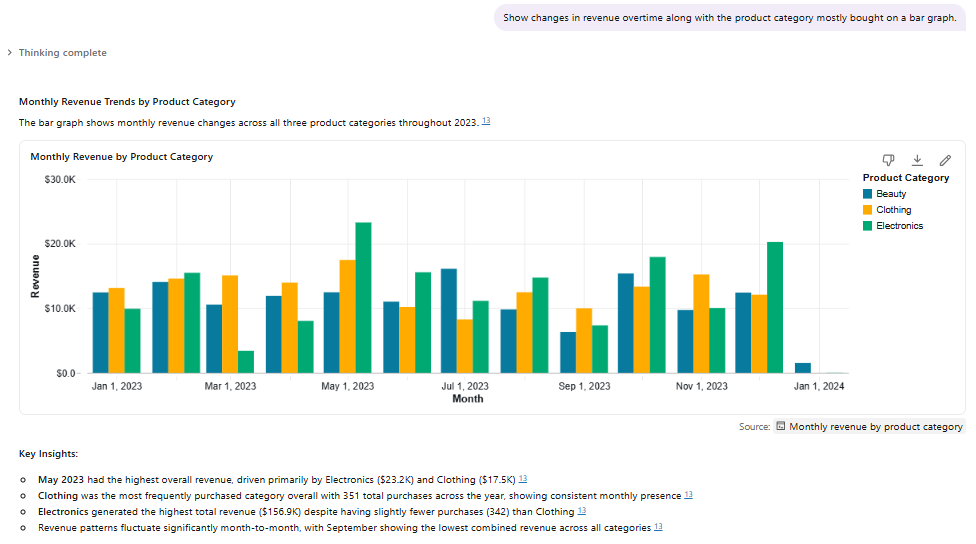 Show changes in revenue overtime along with the product category mostly bought on a bar graph.
Thinking complete
Monthly Revenue Trends by Product Category
The bar graph shows monthly revenue changes across all three product categories throughout 2023. 13
Monthly Revenue by Product Category
Product Category
Beauty
Clothing
Electronics
$30.0K
$20.0K
$10.0K
$0.0
Revenue
Jan 1, 2023 Mar 1, 2023 May 1, 2023 Jul 1, 2023 Sep 1, 2023 Nov 1, 2023 Jan 1, 2024
Month
Source: Monthly revenue by product category
Key Insights:
May 2023 had the highest overall revenue, driven primarily by Electronics ($23.2K) and Clothing ($17.5K) 13
Clothing was the most frequently purchased category overall with 351 total purchases across the year, showing consistent monthly presence 13
Electronics generated the highest total revenue ($156.9K) despite having slightly fewer purchases (342) than Clothing 13
Revenue patterns fluctuate significantly month-to-month, with September showing the lowest combined revenue across all categories 13